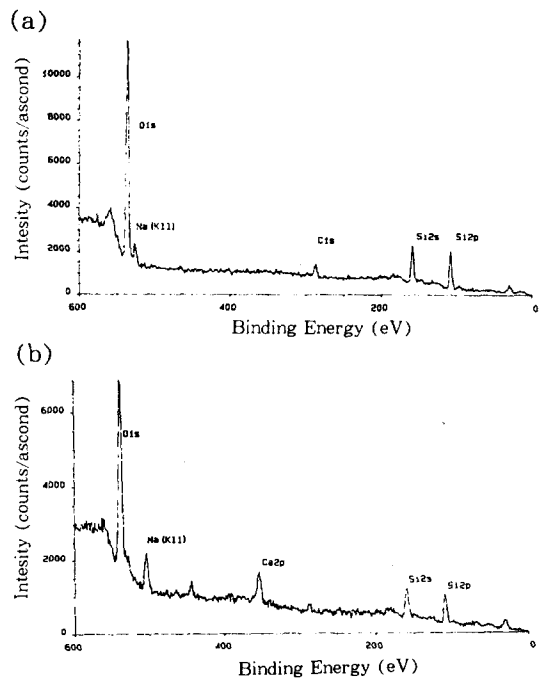 (a)
Intesity (counts/ascond)
10000
8000
6000
4000
2000
0
O1s
Na(Kll)
C1s
Si2s
Si2p
600
400
200
0
Binding Energy (eV)
(b)
Intesity (counts/ascond)
6000
4000
2000
0
O1s
Na(Kll)
Ca2p
Si2s
Si2p
600
400
200
0
Binding Energy (eV)